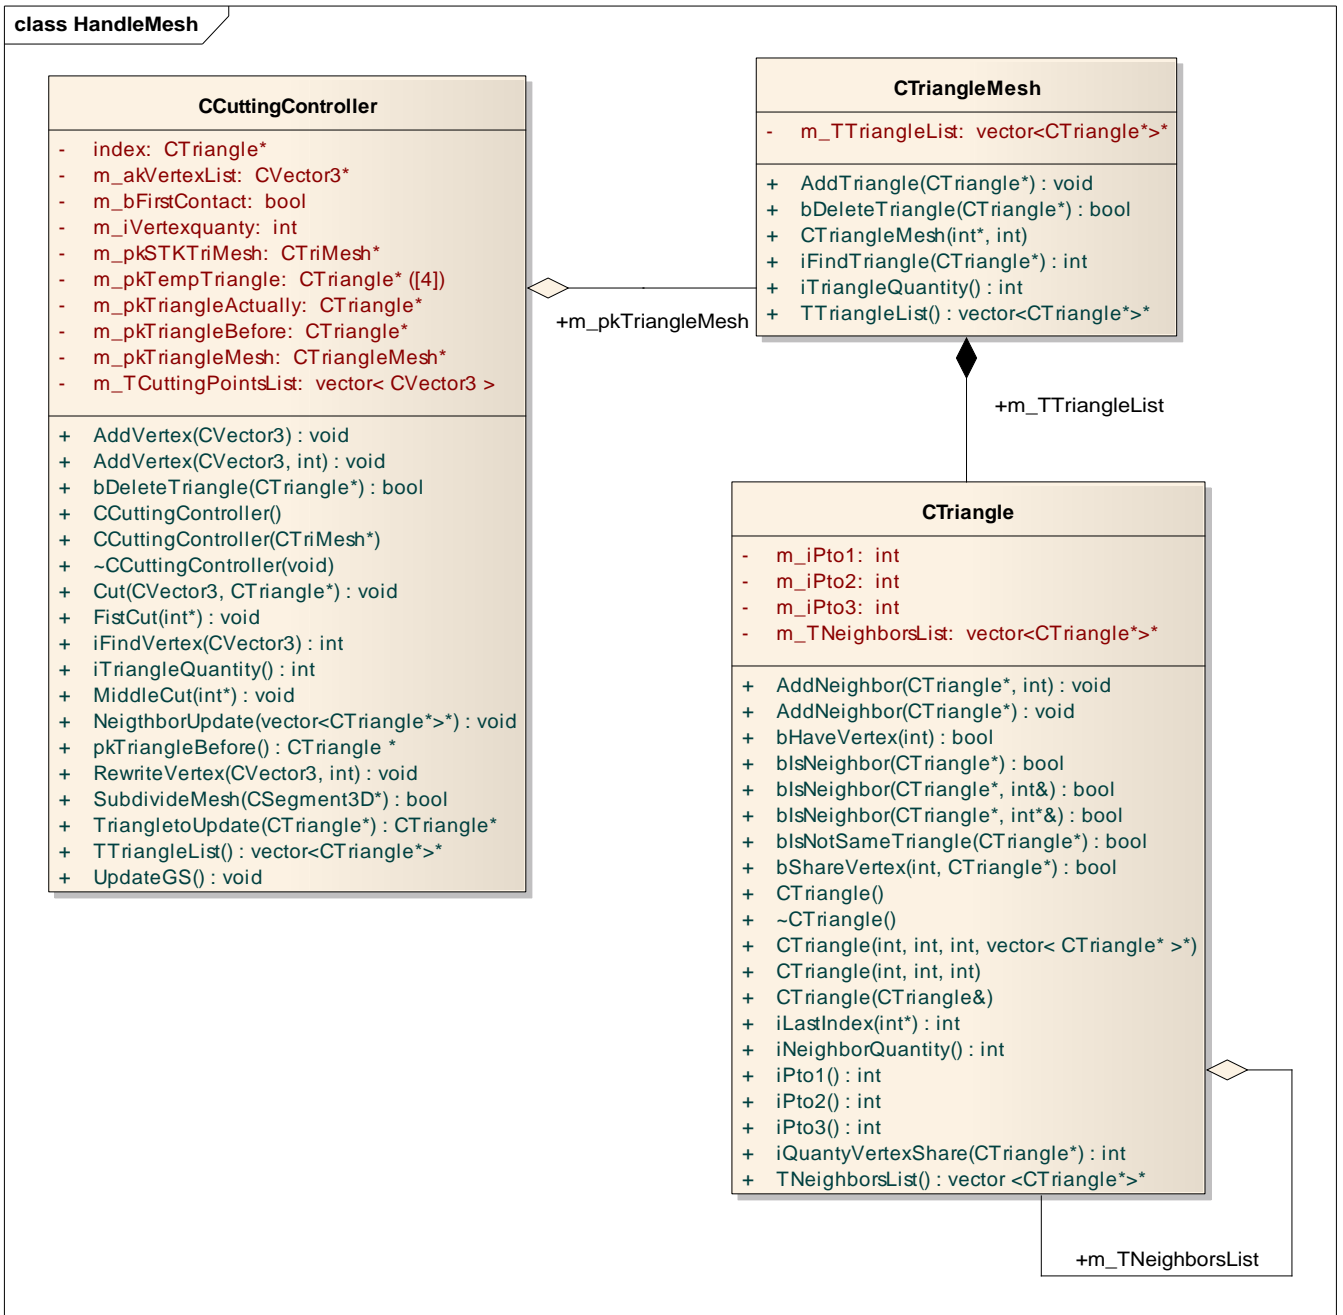 class HandleMesh
CCuttingController
- index: CTriangle*
- m_akVertexList: CVector3*
- m_bFirstContact: bool
- m_iVertexquanty: int
- m_pkSTKTriMesh: CTriMesh*
- m_pkTempTriangle: CTriangle* ([4])
- m_pkTriangleActually: CTriangle*
- m_pkTriangleBefore: CTriangle*
- m_pkTriangleMesh: CTriangleMesh*
- m_TCuttingPointsList: vector< CVector3 >
+ AddVertex(CVector3) : void
+ AddVertex(CVector3, int) : void
+ bDeleteTriangle(CTriangle*) : bool
+ CCuttingController()
+ CCuttingController(CTriMesh*)
+ ~CCuttingController(void)
+ Cut(CVector3, CTriangle*) : void
+ FistCut(int*) : void
+ iFindVertex(CVector3) : int
+ iTriangleQuantity() : int
+ MiddleCut(int*) : void
+ NeigthborUpdate(vector<CTriangle*>*) : void
+ pkTriangleBefore() : CTriangle *
+ RewriteVertex(CVector3, int) : void
+ SubdivideMesh(CSegment3D*) : bool
+ TriangletoUpdate(CTriangle*) : CTriangle*
+ TTriangleList() : vector<CTriangle*>*
+ UpdateGS() : void
+m_pkTriangleMesh
CTriangleMesh
- m_TTriangleList: vector<CTriangle*>*
+ AddTriangle(CTriangle*) : void
+ bDeleteTriangle(CTriangle*) : bool
+ CTriangleMesh(int*, int)
+ iFindTriangle(CTriangle*) : int
+ iTriangleQuantity() : int
+ TTriangleList() : vector<CTriangle*>*
+m_TTriangleList
CTriangle
- m_iPto1: int
- m_iPto2: int
- m_iPto3: int
- m_TNeighborsList: vector<CTriangle*>*
+ AddNeighbor(CTriangle*, int) : void
+ AddNeighbor(CTriangle*) : void
+ bHaveVertex(int) : bool
+ bIsNeighbor(CTriangle*) : bool
+ bIsNeighbor(CTriangle*, int&) : bool
+ bIsNeighbor(CTriangle*, int*&) : bool
+ bIsNotSameTriangle(CTriangle*) : bool
+ bShareVertex(int, CTriangle*) : bool
+ CTriangle()
+ ~CTriangle()
+ CTriangle(int, int, int, vector< CTriangle* >*)
+ CTriangle(int, int, int)
+ CTriangle(CTriangle&)
+ iLastIndex(int*) : int
+ iNeighborQuantity() : int
+ iPto1() : int
+ iPto2() : int
+ iPto3() : int
+ iQuantyVertexShare(CTriangle*) : int
+ TNeighborsList() : vector <CTriangle*>*
+m_TNeighborsList